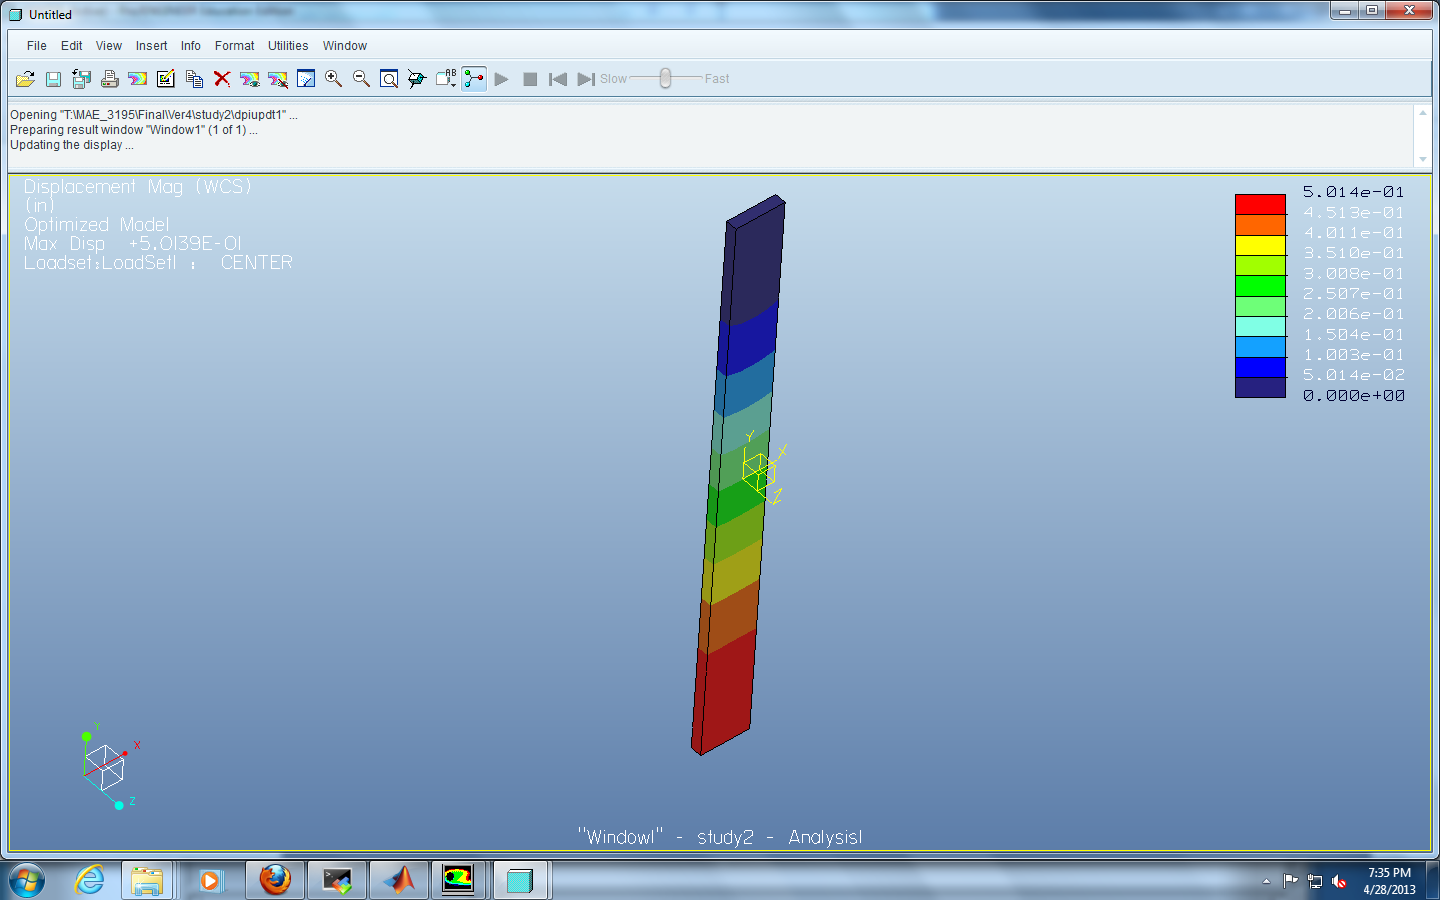 Untitled
File Edit View Insert Info Format Utilities Window
AB
Slow Fast
Opening "T:\MAE_3195\Final\Ver4\study2\dpiupdt1" ...
Preparing result window "Window1" (1 of 1) ...
Updating the display ...
Displacement Mag (WCS)
(in)
Optimized Model
Max Disp +5.0139E-01
Loadset:LoadSet1 : CENTER
5.014e-01
4.513e-01
4.011e-01
3.510e-01
3.008e-01
2.507e-01
2.006e-01
1.504e-01
1.003e-01
5.014e-02
0.000e+00
Y
X
Z
Y
X
Z
"Window1" - study2 - Analysis1
7:35 PM
4/28/2013